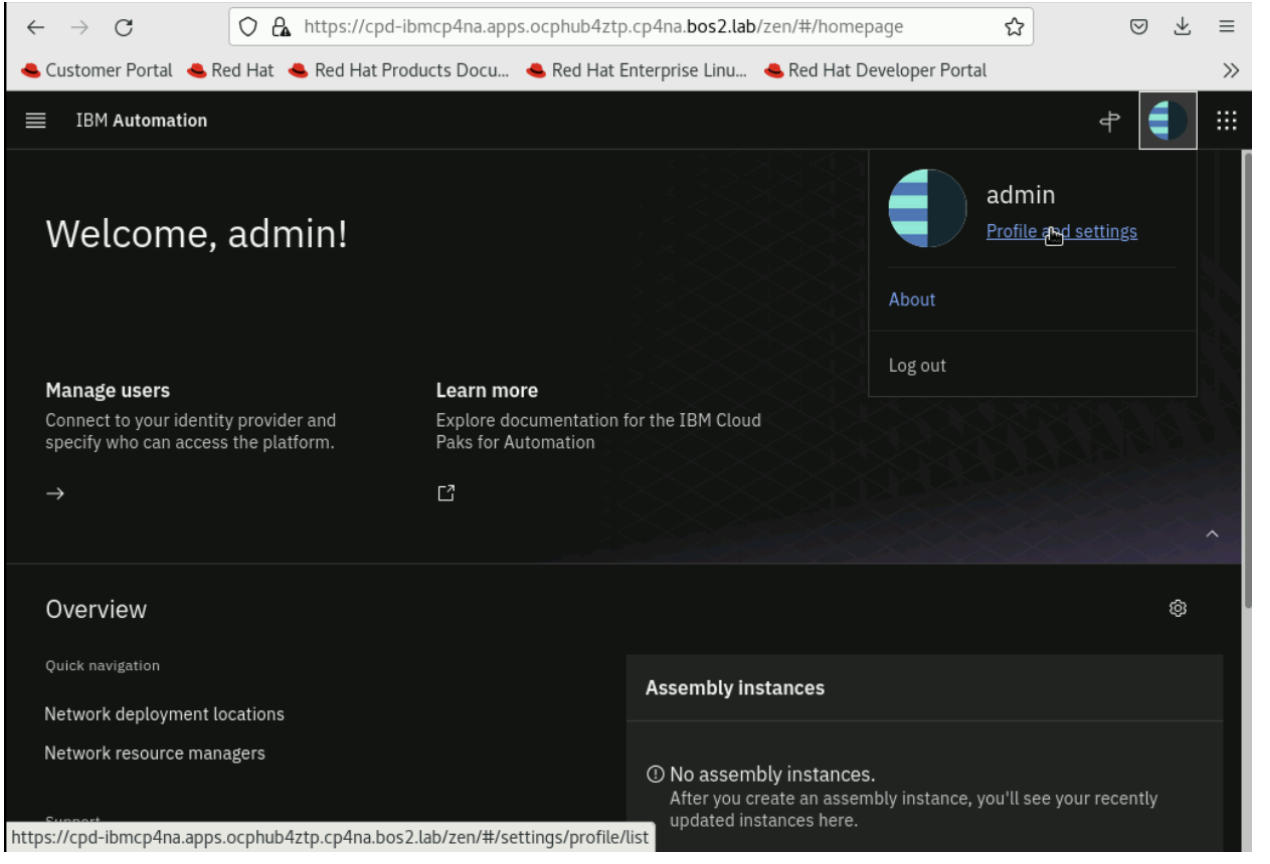 https://cpd-ibmcp4na.apps.ocphub4ztp.cp4na.bos2.lab/zen/#/homepage
Customer Portal Red Hat Red Hat Products Docu... Red Hat Enterprise Linu... Red Hat Developer Portal
IBM Automation
admin
Profile and settings
About
Log out
Welcome, admin!
Manage users
Connect to your identity provider and
specify who can access the platform.
Learn more
Explore documentation for the IBM Cloud
Paks for Automation
Overview
Quick navigation
Network deployment locations
Network resource managers
Support
Assembly instances
No assembly instances.
After you create an assembly instance, you'll see your recently
updated instances here.
https://cpd-ibmcp4na.apps.ocphub4ztp.cp4na.bos2.lab/zen/#/settings/profile/list